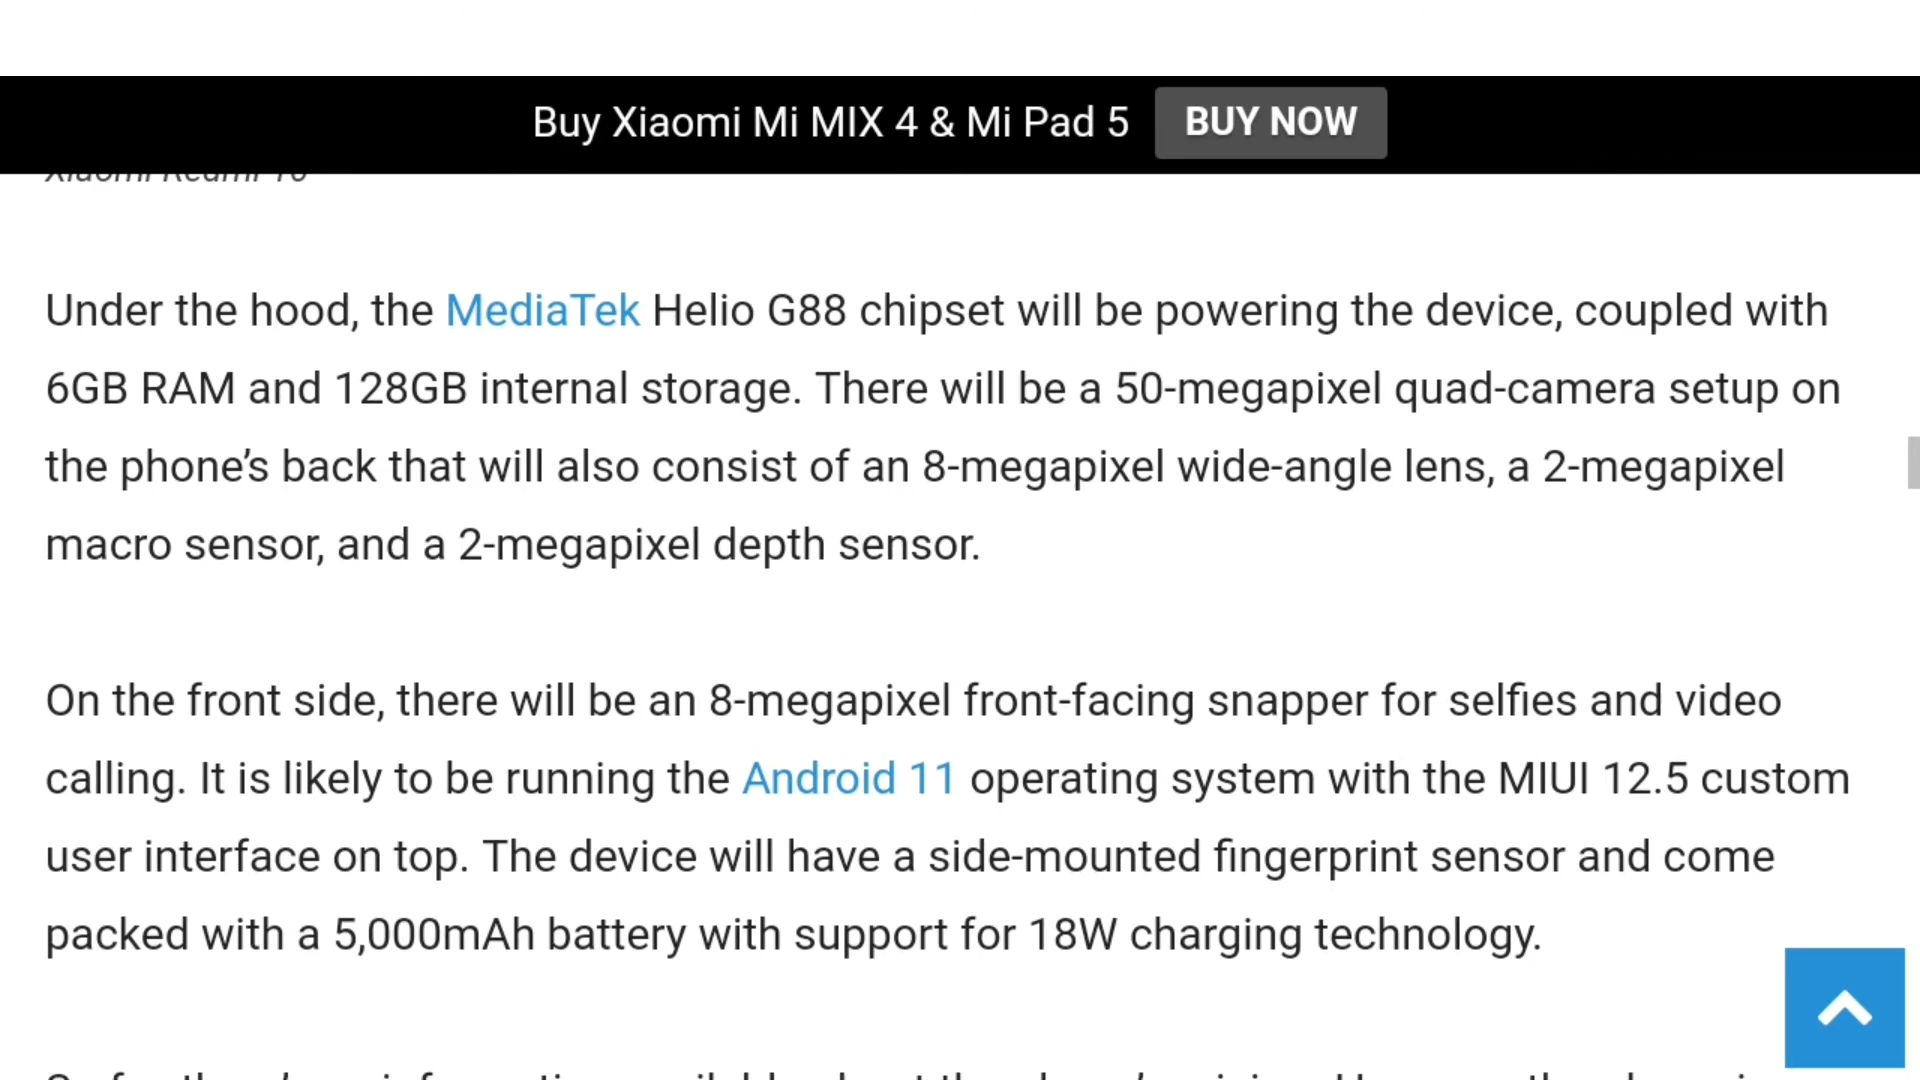 Buy Xiaomi Mi MIX 4 & Mi Pad 5 BUY NOW
Xiaomi Redmi 10
Under the hood, the MediaTek Helio G88 chipset will be powering the device, coupled with
6GB RAM and 128GB internal storage. There will be a 50-megapixel quad-camera setup on
the phone’s back that will also consist of an 8-megapixel wide-angle lens, a 2-megapixel
macro sensor, and a 2-megapixel depth sensor.
On the front side, there will be an 8-megapixel front-facing snapper for selfies and video
calling. It is likely to be running the Android 11 operating system with the MIUI 12.5 custom
user interface on top. The device will have a side-mounted fingerprint sensor and come
packed with a 5,000mAh battery with support for 18W charging technology.